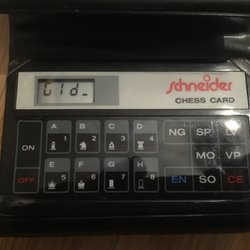 schneider
CHESS CARD
A B C D
1 2 3 4
ON
NG SP LV
MO VP
E F G H
5 6 7 8
OFF
EN SO CE